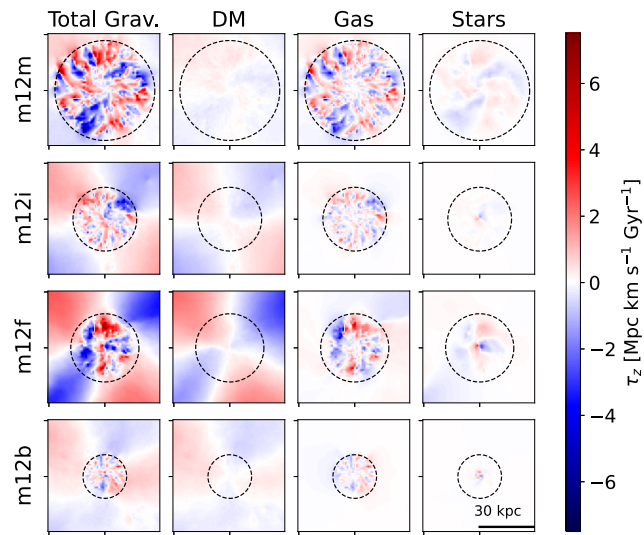 Total Grav. DM Gas Stars
m12m
m12i
m12f
m12b
30 kpc
6
4
2
0
−2
−4
−6
τz [Mpc km s⁻¹ Gyr⁻¹]